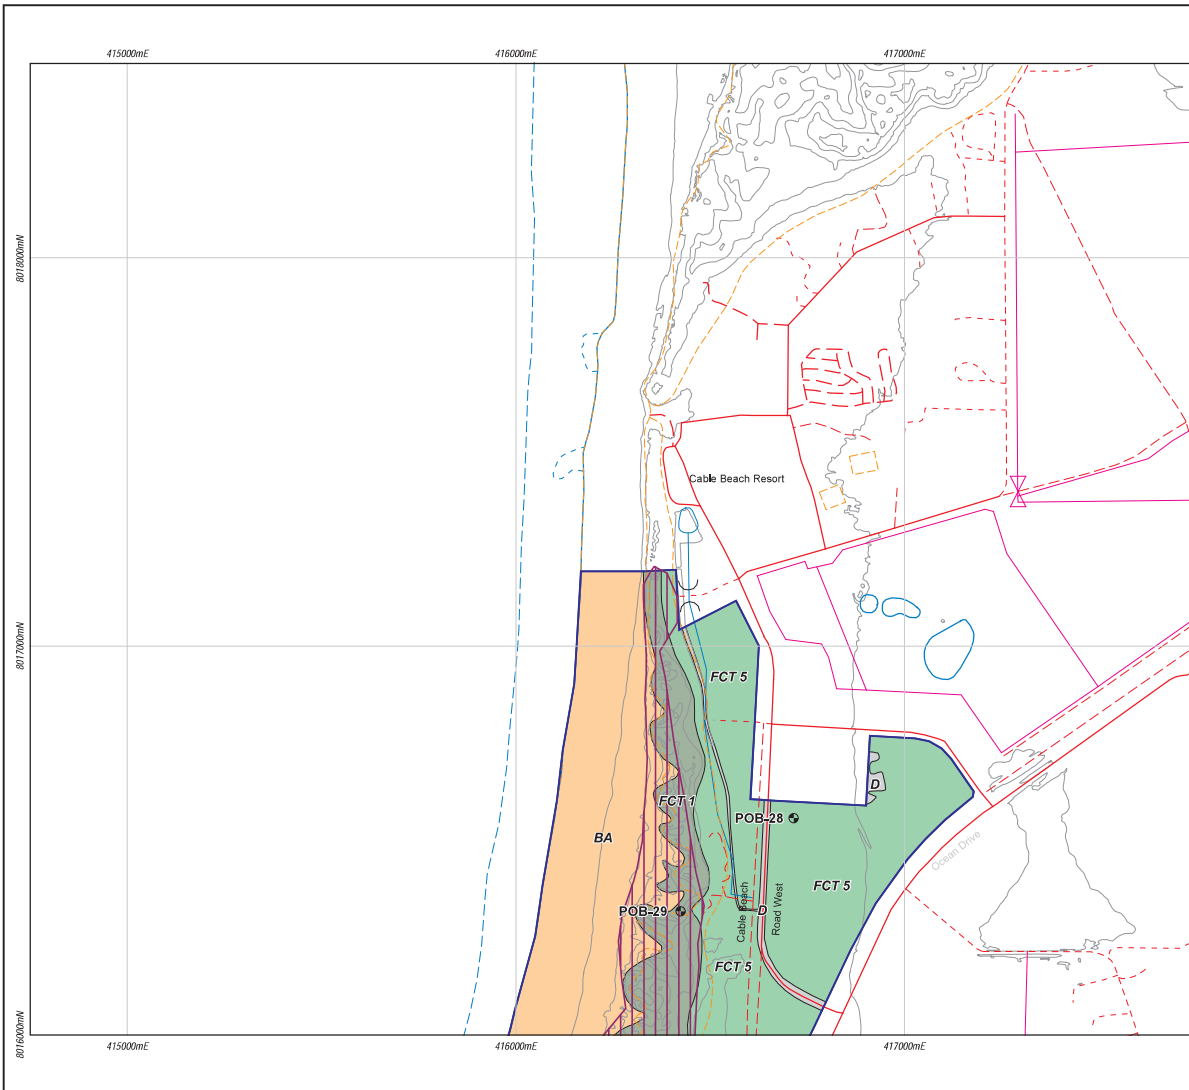 415000mE
416000mE
417000mE
8018000mN
Cable Beach Resort
8017000mN
FCT 5
D
FCT 1
POB-28
BA
Ocean Drive
FCT 5
POB-29
D
Cable Beach
Road West
FCT 5
8016000mN
415000mE
416000mE
417000mE